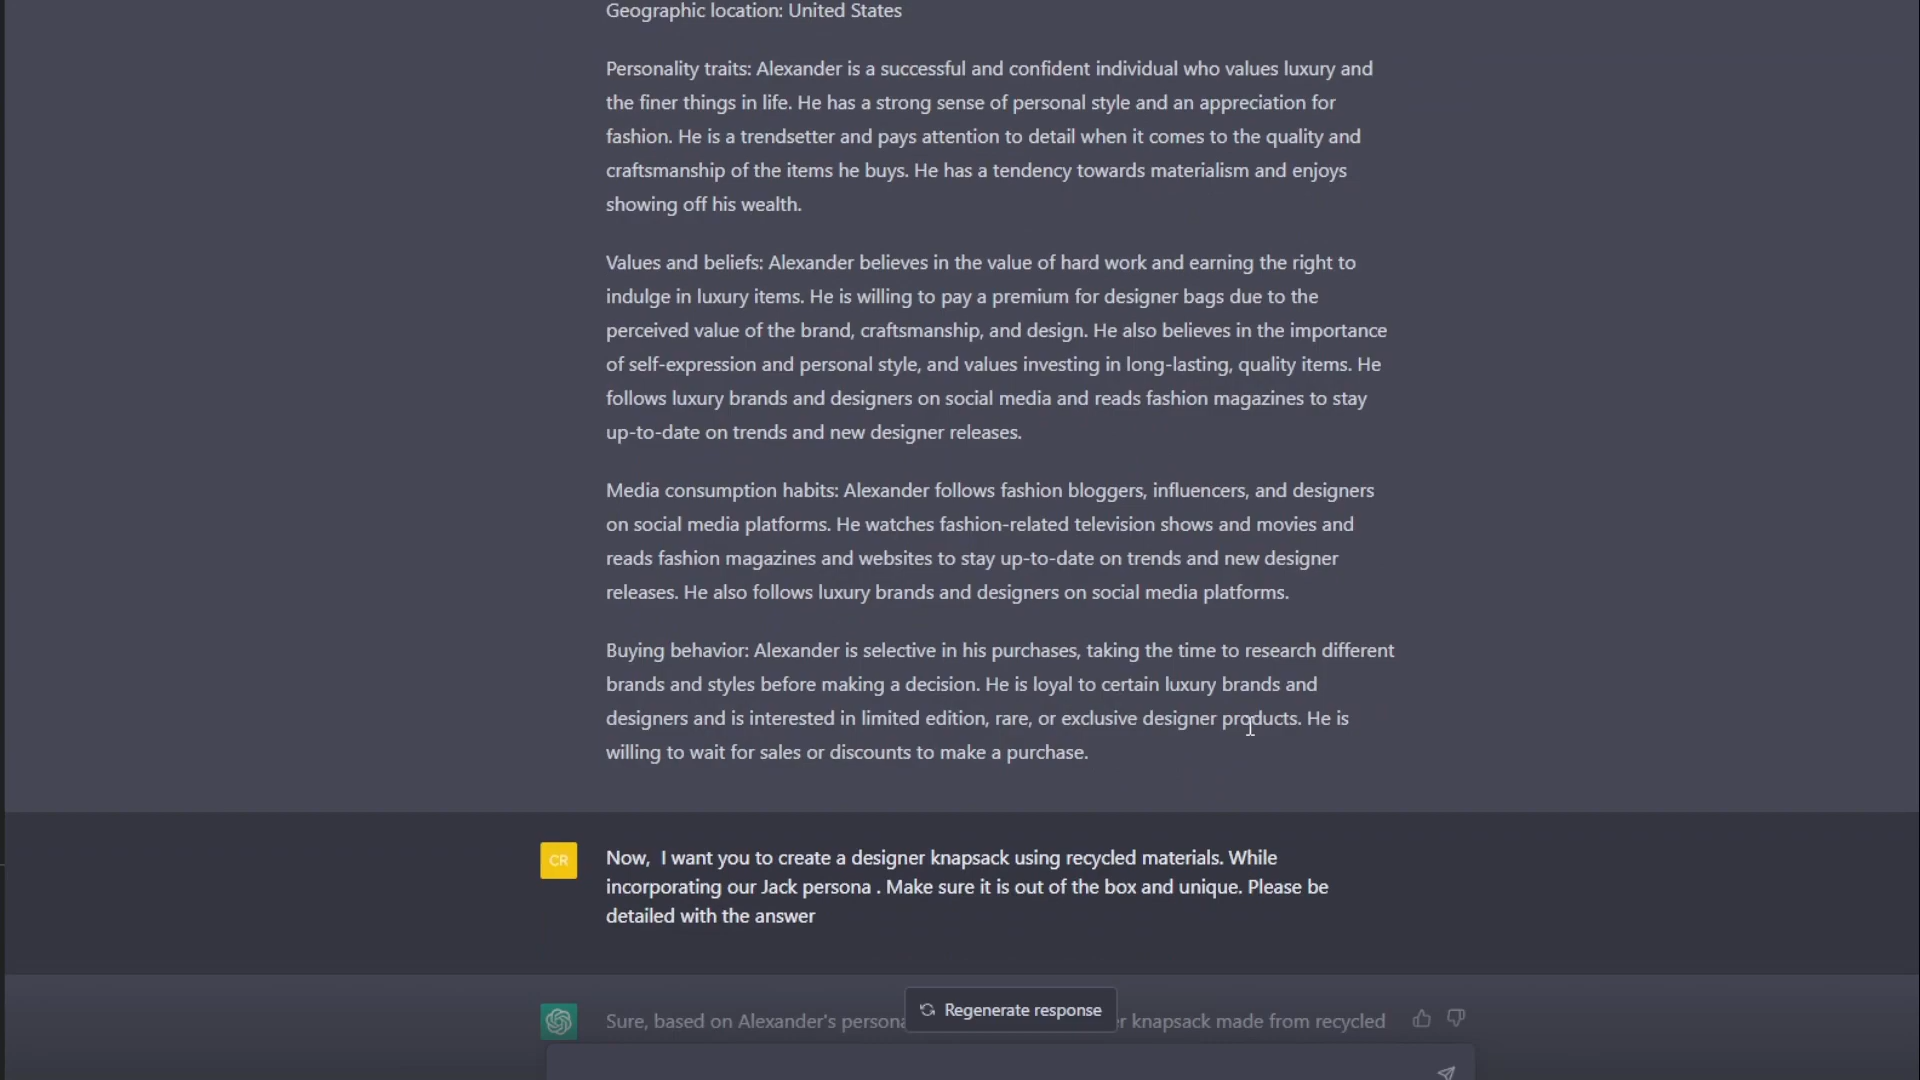 Geographic location: United States
Personality traits: Alexander is a successful and confident individual who values luxury and
the finer things in life. He has a strong sense of personal style and an appreciation for
fashion. He is a trendsetter and pays attention to detail when it comes to the quality and
craftsmanship of the items he buys. He has a tendency towards materialism and enjoys
showing off his wealth.
Values and beliefs: Alexander believes in the value of hard work and earning the right to
indulge in luxury items. He is willing to pay a premium for designer bags due to the
perceived value of the brand, craftsmanship, and design. He also believes in the importance
of self-expression and personal style, and values investing in long-lasting, quality items. He
follows luxury brands and designers on social media and reads fashion magazines to stay
up-to-date on trends and new designer releases.
Media consumption habits: Alexander follows fashion bloggers, influencers, and designers
on social media platforms. He watches fashion-related television shows and movies and
reads fashion magazines and websites to stay up-to-date on trends and new designer
releases. He also follows luxury brands and designers on social media platforms.
Buying behavior: Alexander is selective in his purchases, taking the time to research different
brands and styles before making a decision. He is loyal to certain luxury brands and
designers and is interested in limited edition, rare, or exclusive designer products. He is
willing to wait for sales or discounts to make a purchase.
CR
Now,  I want you to create a designer knapsack using recycled materials. While
incorporating our Jack persona . Make sure it is out of the box and unique. Please be
detailed with the answer
Regenerate response
Sure, based on Alexander's knapsack made from recycled